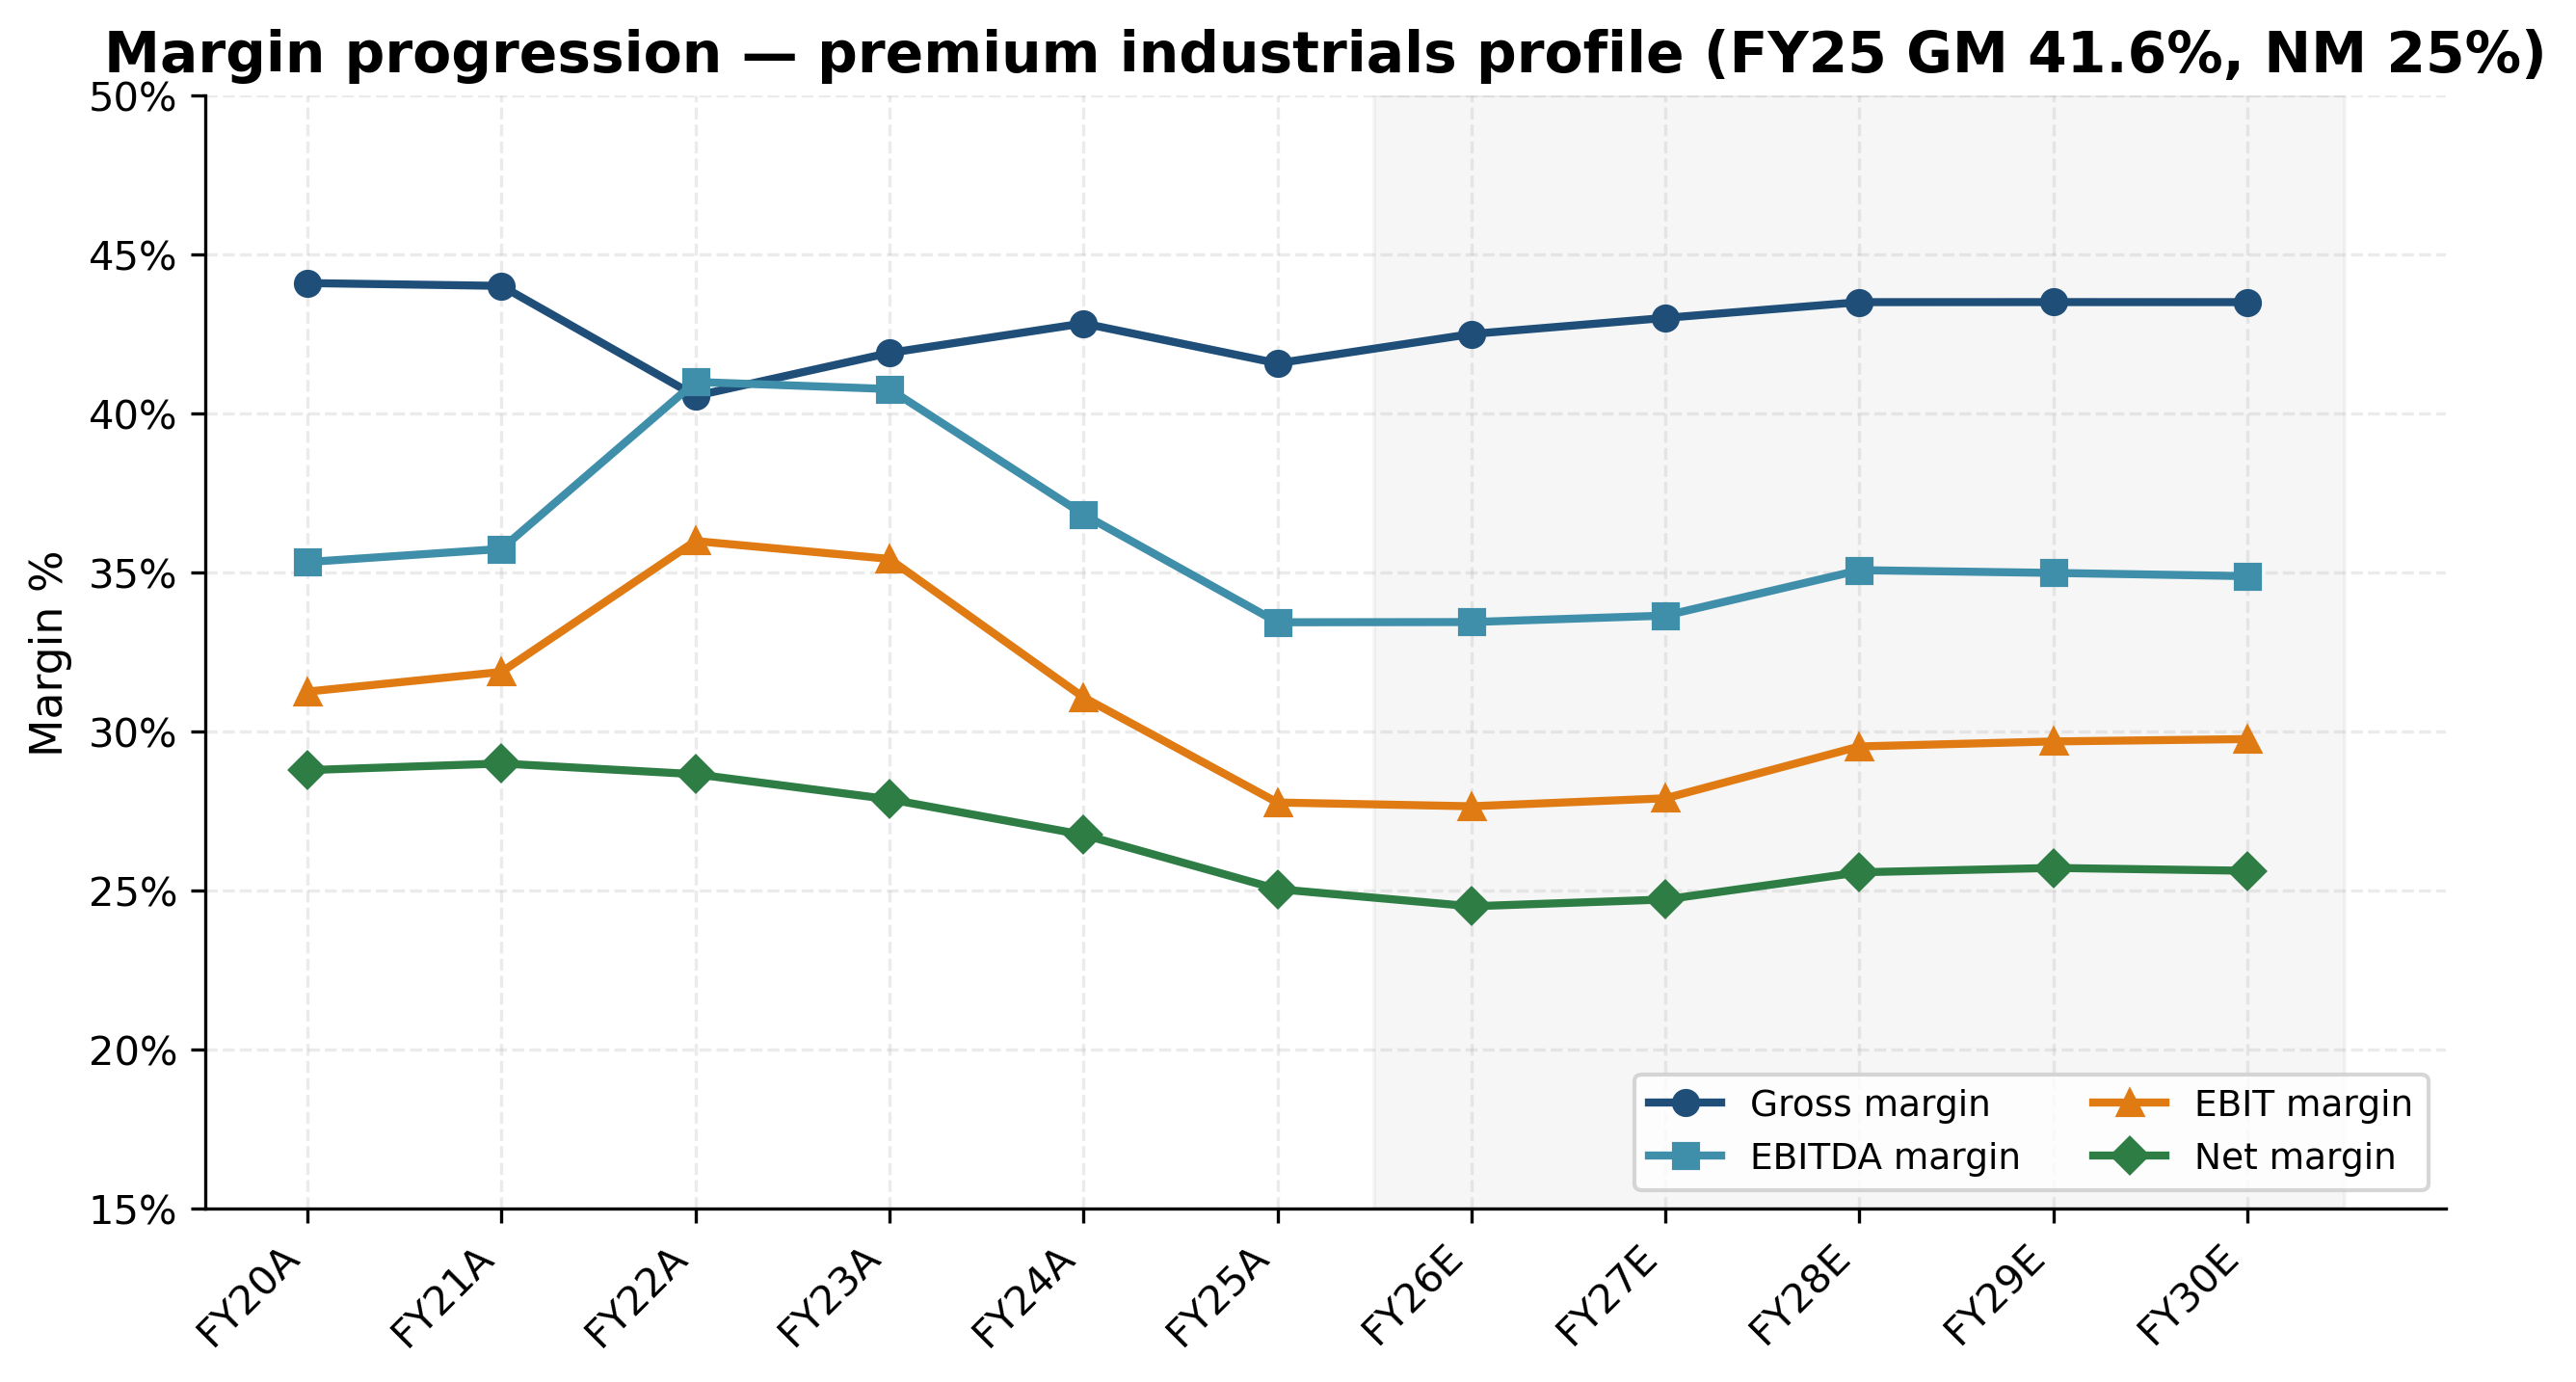 Margin progression — premium industrials profile (FY25 GM 41.6%, NM 25%)
Margin %
50%
45%
40%
35%
30%
25%
20%
15%
FY20A
FY21A
FY22A
FY23A
FY24A
FY25A
FY26E
FY27E
FY28E
FY29E
FY30E
Gross margin
EBITDA margin
EBIT margin
Net margin